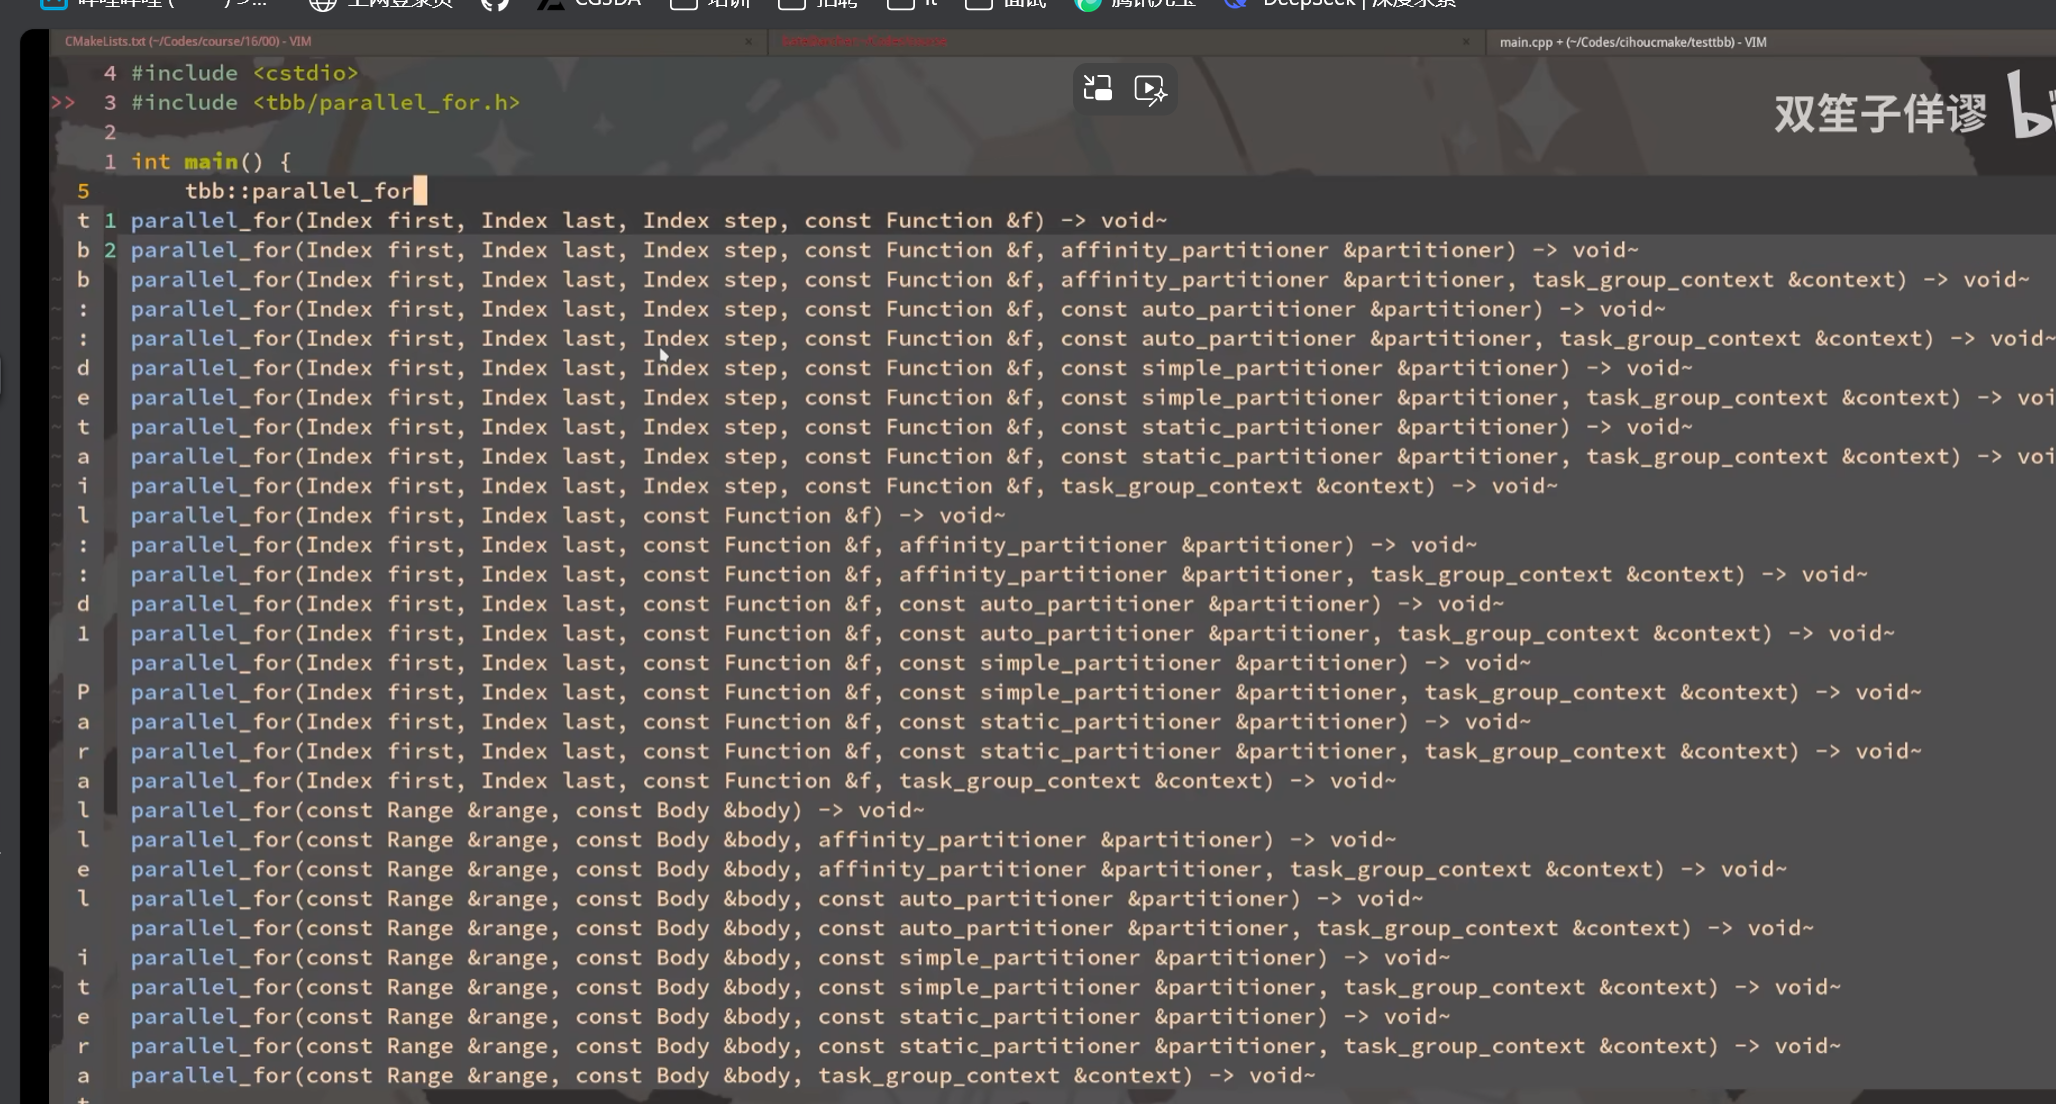 CGSDA
培训
招聘
it
面试
腾讯元宝
DeepSeek | 深度求索
CMakeLists.txt (~/Codes/course/16/00) - VIM
main.cpp + (~/Codes/cihoucmake/testtbb) - VIM
双笙子佯谬
4 #include <cstdio>
>> 3 #include <tbb/parallel_for.h>
2
1 int main() {
5 tbb::parallel_for
t 1 parallel_for(Index first, Index last, Index step, const Function &f) -> void~
b 2 parallel_for(Index first, Index last, Index step, const Function &f, affinity_partitioner &partitioner) -> void~
~ b parallel_for(Index first, Index last, Index step, const Function &f, affinity_partitioner &partitioner, task_group_context &context) -> void~
~ : parallel_for(Index first, Index last, Index step, const Function &f, const auto_partitioner &partitioner) -> void~
~ : parallel_for(Index first, Index last, Index step, const Function &f, const auto_partitioner &partitioner, task_group_context &context) -> void~
~ d parallel_for(Index first, Index last, Index step, const Function &f, const simple_partitioner &partitioner) -> void~
~ e parallel_for(Index first, Index last, Index step, const Function &f, const simple_partitioner &partitioner, task_group_context &context) -> voi
~ t parallel_for(Index first, Index last, Index step, const Function &f, const static_partitioner &partitioner) -> void~
~ a parallel_for(Index first, Index last, Index step, const Function &f, const static_partitioner &partitioner, task_group_context &context) -> voi
~ i parallel_for(Index first, Index last, Index step, const Function &f, task_group_context &context) -> void~
~ l parallel_for(Index first, Index last, const Function &f) -> void~
~ : parallel_for(Index first, Index last, const Function &f, affinity_partitioner &partitioner) -> void~
~ : parallel_for(Index first, Index last, const Function &f, affinity_partitioner &partitioner, task_group_context &context) -> void~
~ d parallel_for(Index first, Index last, const Function &f, const auto_partitioner &partitioner) -> void~
~ 1 parallel_for(Index first, Index last, const Function &f, const auto_partitioner &partitioner, task_group_context &context) -> void~
parallel_for(Index first, Index last, const Function &f, const simple_partitioner &partitioner) -> void~
~ P parallel_for(Index first, Index last, const Function &f, const simple_partitioner &partitioner, task_group_context &context) -> void~
~ a parallel_for(Index first, Index last, const Function &f, const static_partitioner &partitioner) -> void~
~ r parallel_for(Index first, Index last, const Function &f, const static_partitioner &partitioner, task_group_context &context) -> void~
~ a parallel_for(Index first, Index last, const Function &f, task_group_context &context) -> void~
l parallel_for(const Range &range, const Body &body) -> void~
l parallel_for(const Range &range, const Body &body, affinity_partitioner &partitioner) -> void~
e parallel_for(const Range &range, const Body &body, affinity_partitioner &partitioner, task_group_context &context) -> void~
l parallel_for(const Range &range, const Body &body, const auto_partitioner &partitioner) -> void~
parallel_for(const Range &range, const Body &body, const auto_partitioner &partitioner, task_group_context &context) -> void~
i parallel_for(const Range &range, const Body &body, const simple_partitioner &partitioner) -> void~
~ t parallel_for(const Range &range, const Body &body, const simple_partitioner &partitioner, task_group_context &context) -> void~
~ e parallel_for(const Range &range, const Body &body, const static_partitioner &partitioner) -> void~
r parallel_for(const Range &range, const Body &body, const static_partitioner &partitioner, task_group_context &context) -> void~
a parallel_for(const Range &range, const Body &body, task_group_context &context) -> void~